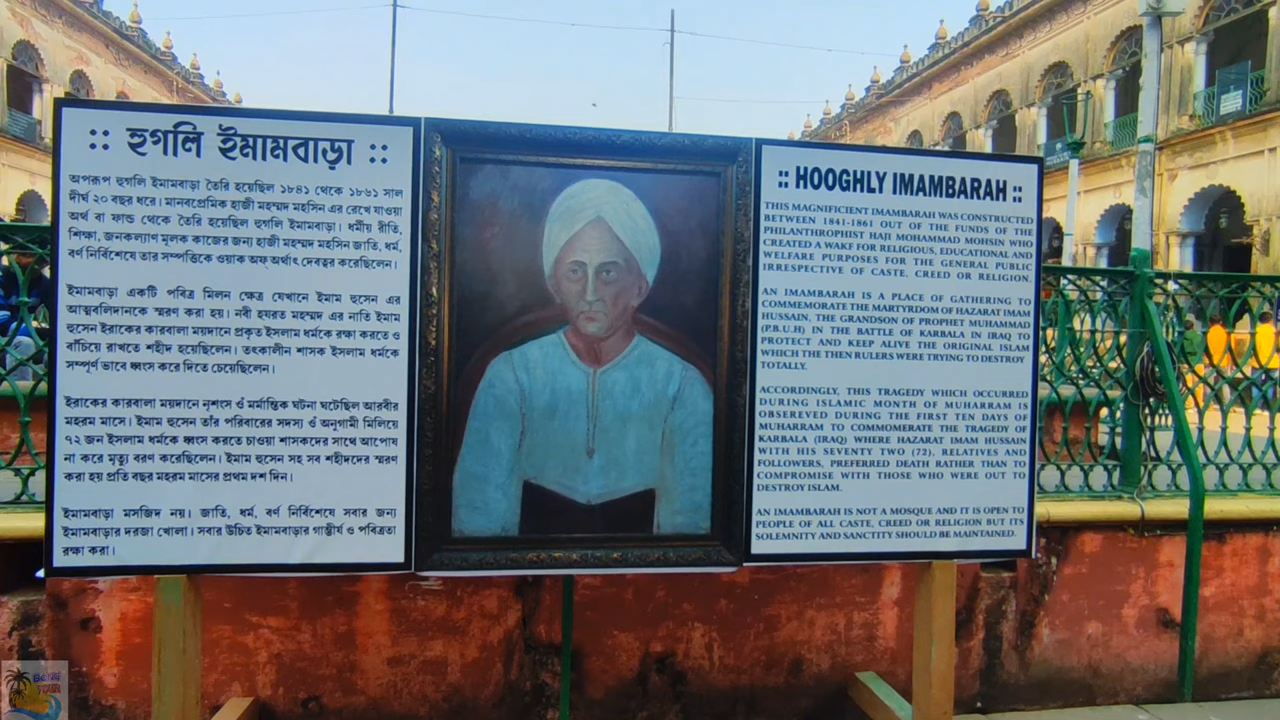 :: হুগলি ইমামবাড়া ::
অপরূপ হুগলি ইমামবাড়া তৈরি হয়েছিল ১৮৪১ থেকে ১৮৬১ সাল
দীর্ঘ ২০ বছর ধরে। মানবপ্রেমিক হাজী মহম্মদ মহসিন এর রেখে যাওয়া
অর্থ বা ফান্ড থেকে তৈরি হয়েছিল হুগলি ইমামবাড়া। ধর্মীয় রীতি,
শিক্ষা, জনকল্যাণ মূলক কাজের জন্য হাজী মহম্মদ মহসিন জাতি, ধর্ম,
বর্ণ নির্বিশেষে তার সম্পত্তিকে ওয়াক অফ্ অর্থাৎ দেবত্বর করেছিলেন।
ইমামবাড়া একটি পবিত্র মিলন ক্ষেত্র যেখানে ইমাম হুসেন এর
আত্মবলিদানকে স্মরণ করা হয়। নবী হযরত মহম্মদ এর নাতি ইমাম
হুসেন ইরাকের কারবালা ময়দানে প্রকৃত ইসলাম ধর্মকে রক্ষা করতে ও
বাঁচিয়ে রাখতে শহীদ হয়েছিলেন। তৎকালীন শাসক ইসলাম ধর্মকে
সম্পূর্ণ ভাবে ধ্বংস করে দিতে চেয়েছিলেন।
ইরাকের কারবালা ময়দানে নৃশংস ওঁ মর্মান্তিক ঘটনা ঘটেছিল আরবীর
মহরম মাসে। ইমাম হুসেন তাঁর পরিবারের সদস্য ওঁ অনুগামী মিলিয়ে
৭২ জন ইসলাম ধর্মকে ধ্বংস করতে চাওয়া শাসকদের সাথে আপোষ
না করে মৃত্যু বরণ করেছিলেন। ইমাম হুসেন সহ সব শহীদদের স্মরণ
করা হয় প্রতি বছর মহরম মাসের প্রথম দশ দিন।
ইমামবাড়া মসজিদ নয়। জাতি, ধর্ম, বর্ণ নির্বিশেষে সবার জন্য
ইমামবাড়ার দরজা খোলা। সবার উচিত ইমামবাড়ার গাম্ভীর্য ও পবিত্রতা
রক্ষা করা।
:: HOOGHLY IMAMBARAH ::
THIS MAGNIFICIENT IMAMBARAH WAS CONSTRUCTED
BETWEEN 1841-1861 OUT OF THE FUNDS OF THE
PHILANTHROPHIST HAJI MOHAMMAD MOHSIN WHO
CREATED A WAKF FOR RELIGIOUS, EDUCATIONAL AND
WELFARE PURPOSES FOR THE GENERAL PUBLIC
IRRESPECTIVE OF CASTE, CREED OR RELIGION.
AN IMAMBARAH IS A PLACE OF GATHERING TO
COMMEMORATE THE MARTYRDOM OF HAZARAT IMAM
HUSSAIN, THE GRANDSON OF PROPHET MUHAMMAD
(P.B.U.H) IN THE BATTLE OF KARBALA IN IRAQ TO
PROTECT AND KEEP ALIVE THE ORIGINAL ISLAM
WHICH THE THEN RULERS WERE TRYING TO DESTROY
TOTALLY.
ACCORDINGLY, THIS TRAGEDY WHICH OCCURRED
DURING ISLAMIC MONTH OF MUHARRAM IS
OBSEREVED DURING THE FIRST TEN DAYS OF
MUHARRAM TO COMMOMERATE THE TRAGEDY OF
KARBALA (IRAQ) WHERE HAZARAT IMAM HUSSAIN
WITH HIS SEVENTY TWO (72), RELATIVES AND
FOLLOWERS, PREFERRED DEATH RATHER THAN TO
COMPROMISE WITH THOSE WHO WERE OUT TO
DESTROY ISLAM.
AN IMAMBARAH IS NOT A MOSQUE AND IT IS OPEN TO
PEOPLE OF ALL CASTE, CREED OR RELIGION BUT ITS
SOLEMNITY AND SANCTITY SHOULD BE MAINTAINED.